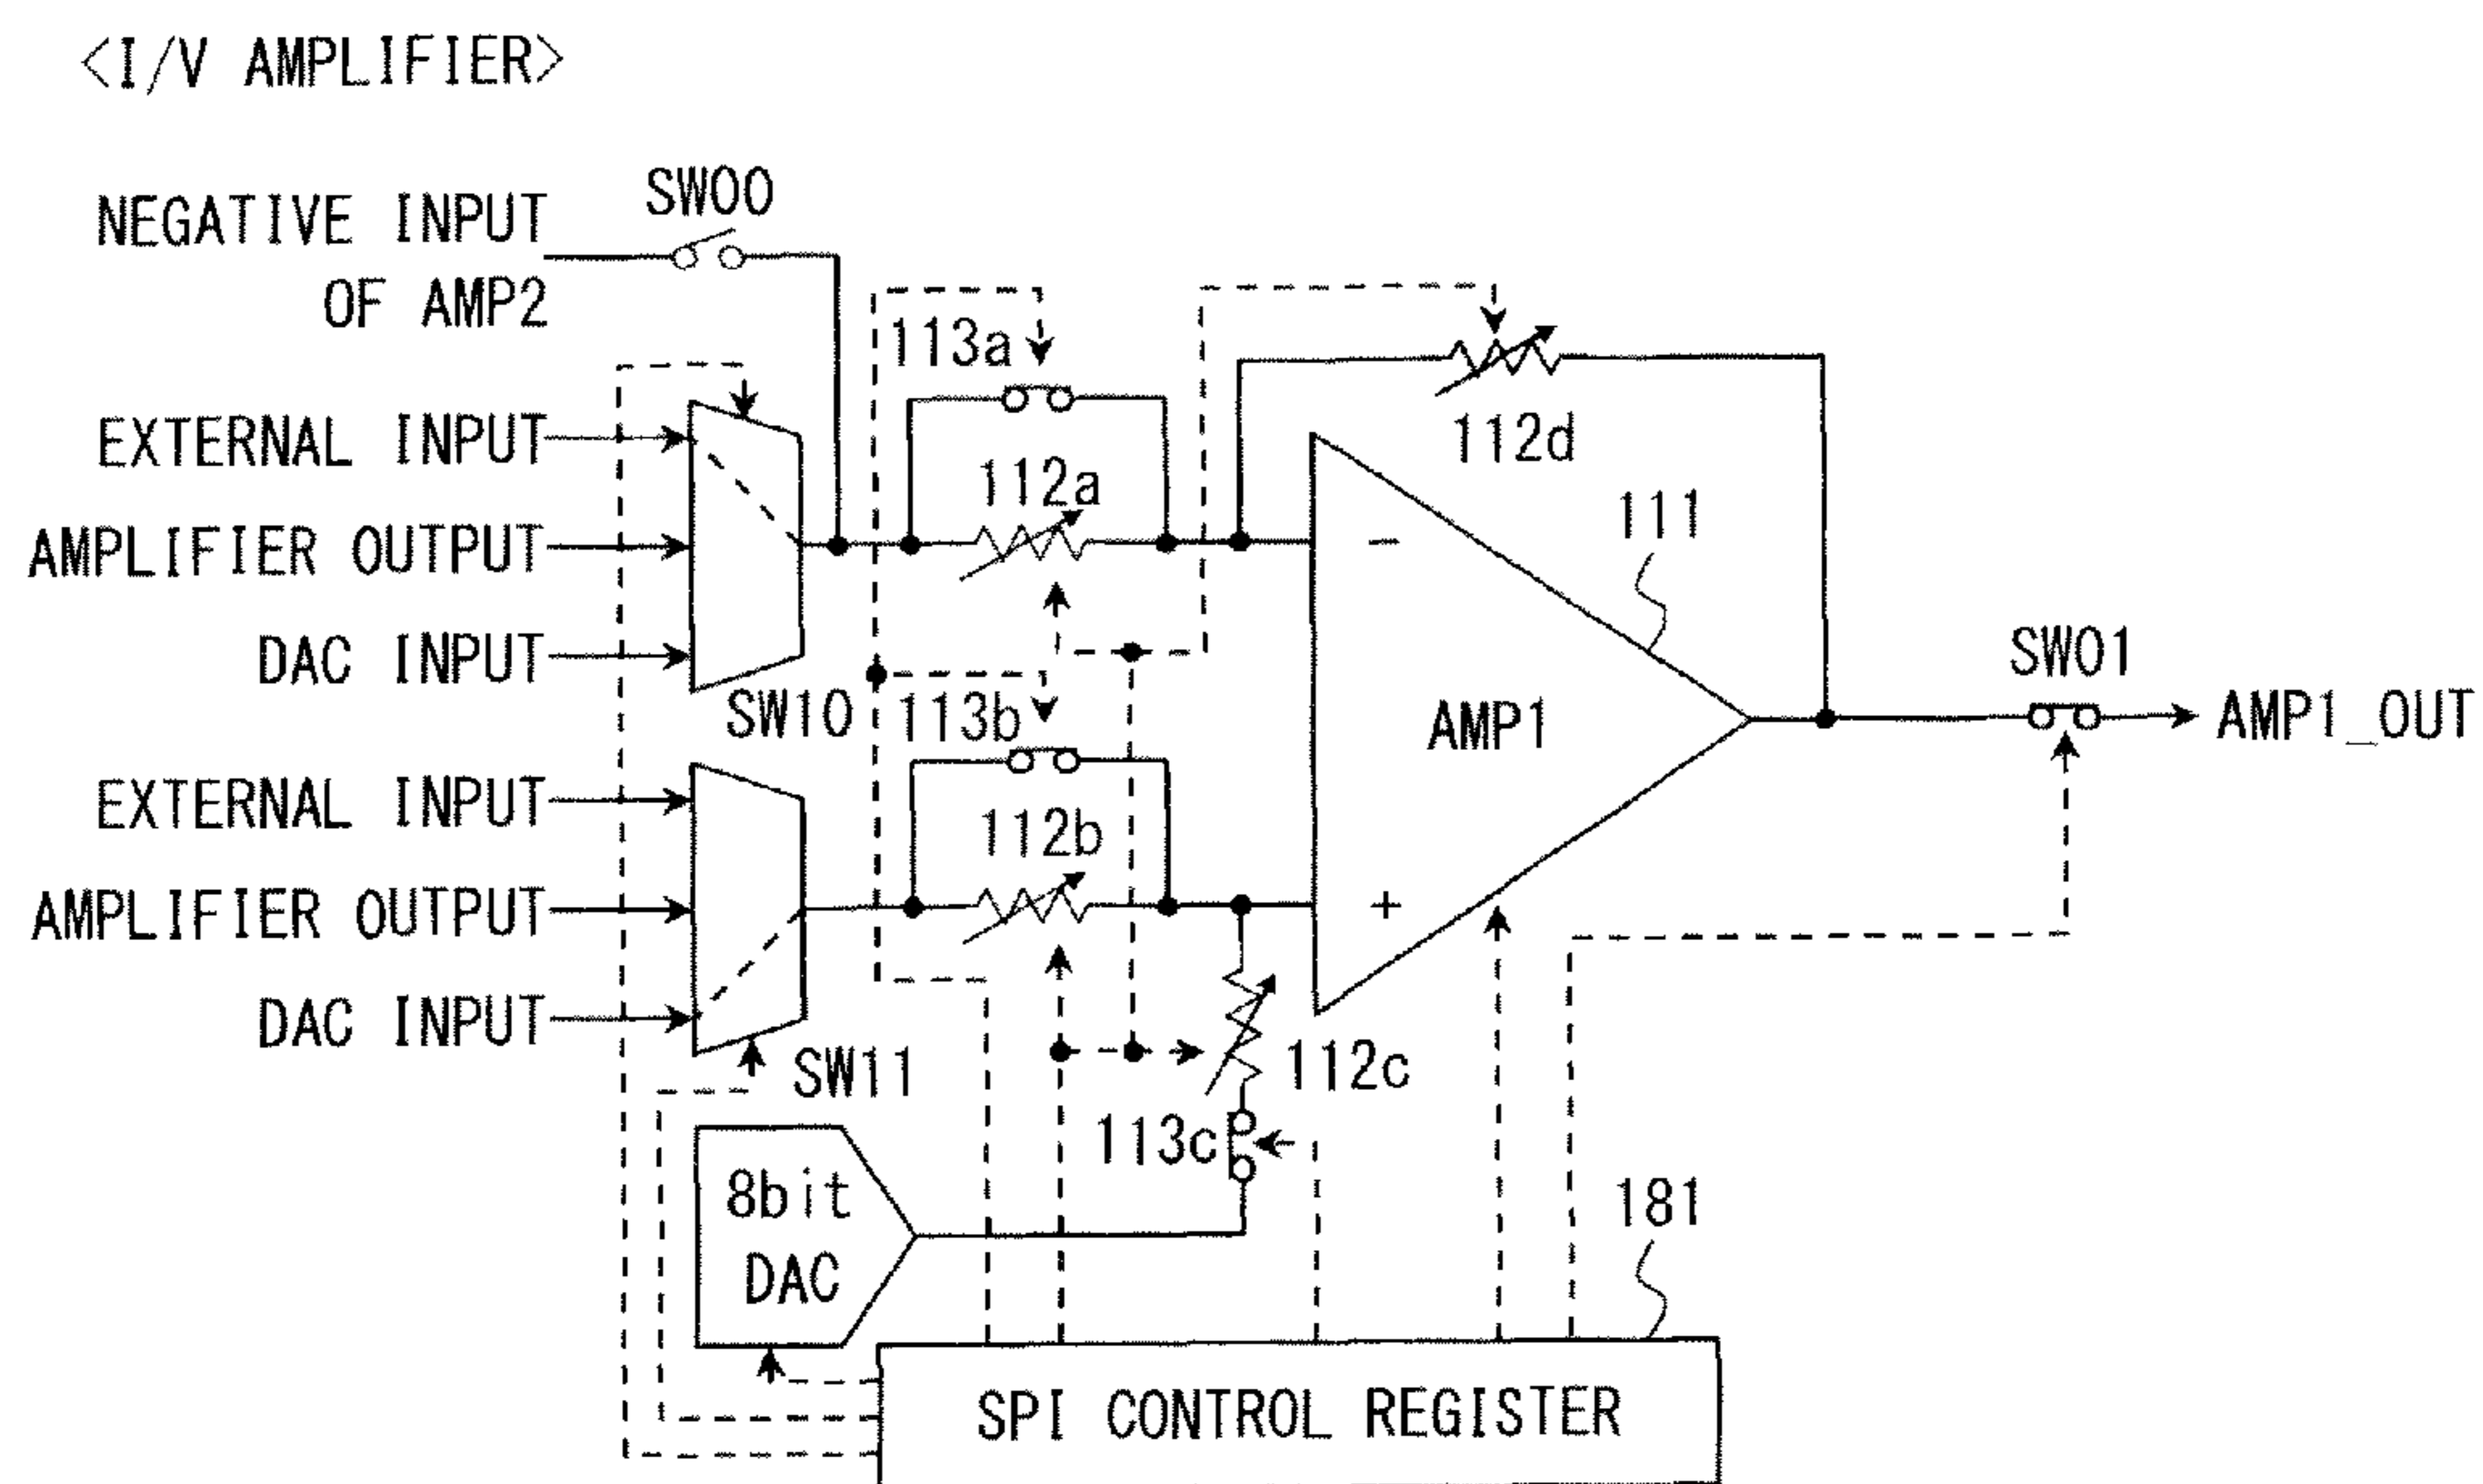 <I/V AMPLIFIER>
NEGATIVE INPUT
OF AMP2
SW00
113a
EXTERNAL INPUT
112d
112a
111
AMPLIFIER OUTPUT
−
DAC INPUT
SW01
SW10
113b
AMP1
AMP1_OUT
EXTERNAL INPUT
112b
AMPLIFIER OUTPUT
+
DAC INPUT
SW11
112c
113c
8bit
DAC
181
SPI CONTROL REGISTER